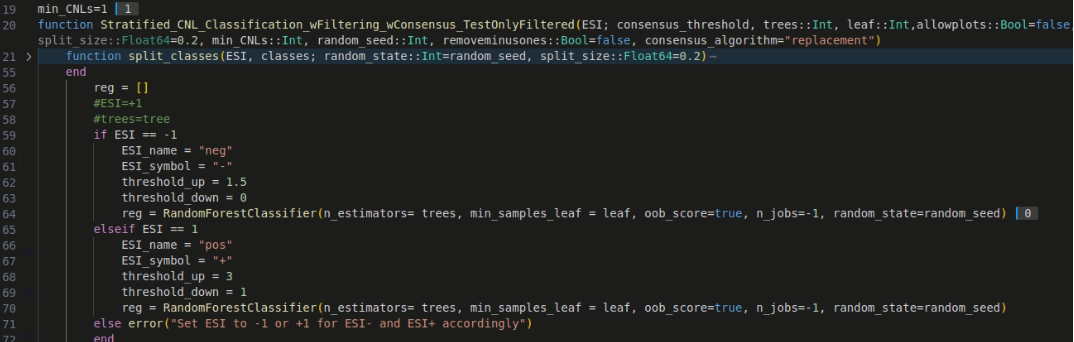 19 min_CNLs=1 1
20 function Stratified_CNL_Classification_wFiltering_wConsensus_TestOnlyFiltered(ESI; consensus_threshold, trees::Int, leaf::Int,allowplots::Bool=false,
split_size::Float64=0.2, min_CNLs::Int, random_seed::Int, removeminusones::Bool=false, consensus_algorithm="replacement")
21 function split_classes(ESI, classes; random_state::Int=random_seed, split_size::Float64=0.2) …
55 end
56 reg = []
57 #ESI=+1
58 #trees=tree
59 if ESI == -1
60 ESI_name = "neg"
61 ESI_symbol = "-"
62 threshold_up = 1.5
63 threshold_down = 0
64 reg = RandomForestClassifier(n_estimators= trees, min_samples_leaf = leaf, oob_score=true, n_jobs=-1, random_state=random_seed) 0
65 elseif ESI == 1
66 ESI_name = "pos"
67 ESI_symbol = "+"
68 threshold_up = 3
69 threshold_down = 1
70 reg = RandomForestClassifier(n_estimators= trees, min_samples_leaf = leaf, oob_score=true, n_jobs=-1, random_state=random_seed)
71 else error("Set ESI to -1 or +1 for ESI- and ESI+ accordingly")
72 end